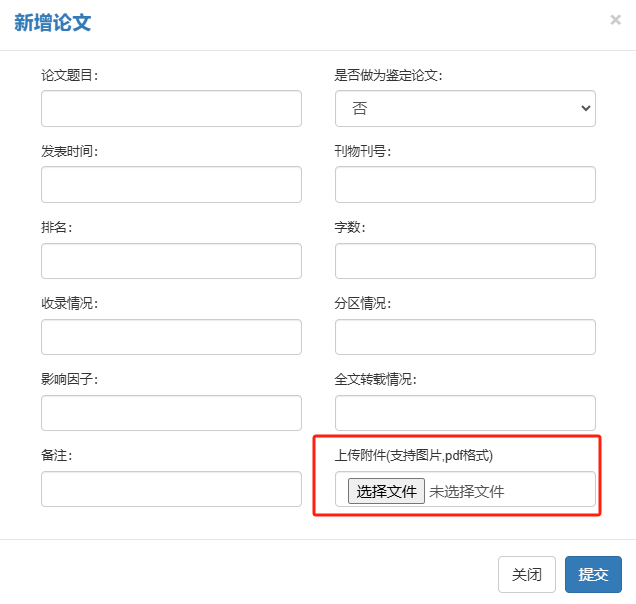 新增论文 ×
论文题目: 是否做为鉴定论文:
否
发表时间: 刊物刊号:
排名: 字数:
收录情况: 分区情况:
影响因子: 全文转载情况:
备注: 上传附件(支持图片,pdf格式)
选择文件 未选择文件
关闭 提交